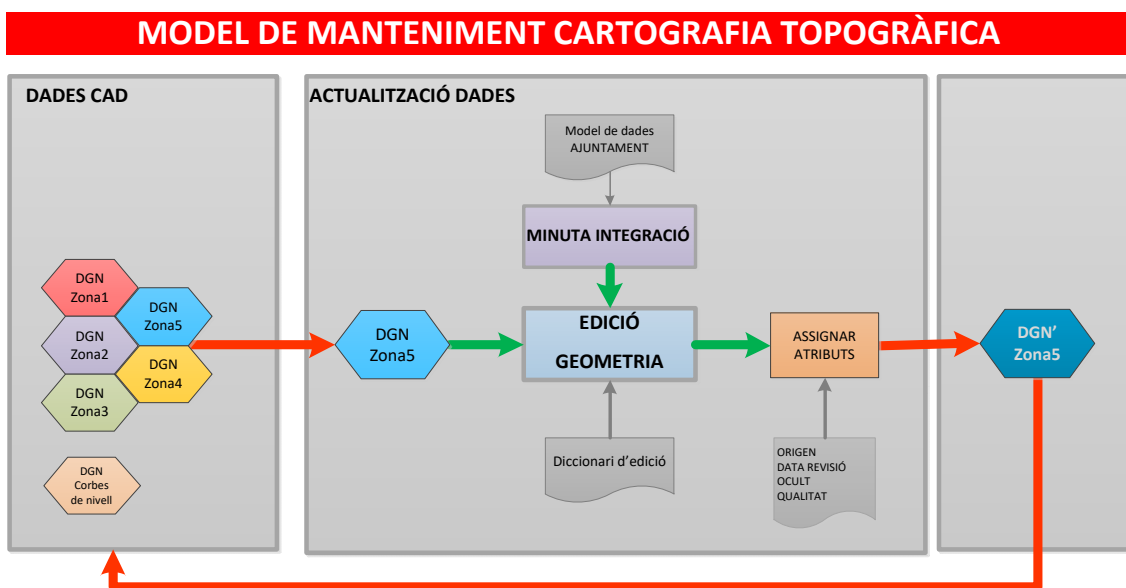 MODEL DE MANTENIMENT CARTOGRAFIA TOPOGRÀFICA
DADES CAD
DGN
Zona1
DGN
Zona5
DGN
Zona2
DGN
Zona4
DGN
Zona3
DGN
Corbes
de nivell
ACTUALITZACIÓ DADES
Model de dades
AJUNTAMENT
MINUTA INTEGRACIÓ
DGN
Zona5
EDICIÓ
GEOMETRIA
ASSIGNAR
ATRIBUTS
Diccionari d’edició
ORIGEN
DATA REVISIÓ
OCULT
QUALITAT
DGN’
Zona5